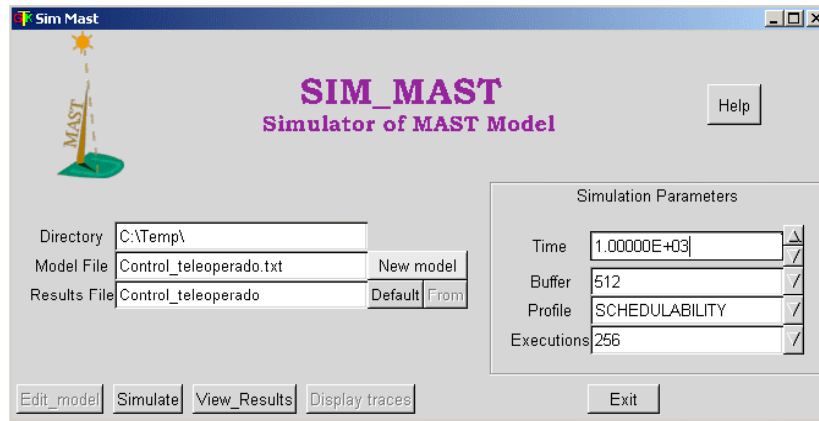 Sim Mast
MAST
SIM_MAST
Simulator of MAST Model
Help
Simulation Parameters
Directory C:\Temp\
Model File Control_teleoperado.txt New model
Results File Control_teleoperado Default From
Time 1.00000E+03
Buffer 512
Profile SCHEDULABILITY
Executions 256
Edit_model Simulate View_Results Display traces Exit